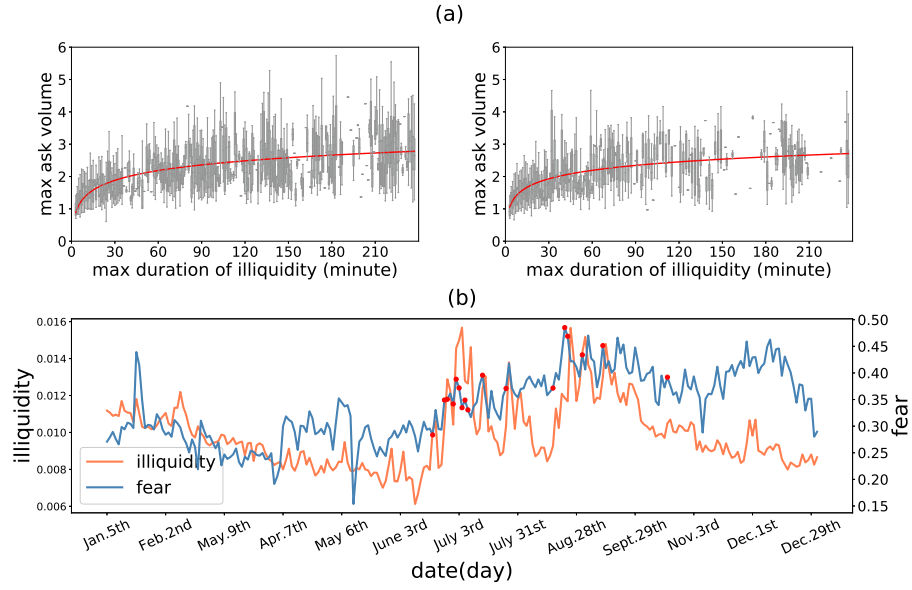 (a)
6
5
4
3
2
1
0
max ask volume
0 30 60 90 120 150 180 210
max duration of illiquidity (minute)
6
5
4
3
2
1
0
max ask volume
0 30 60 90 120 150 180 210
max duration of illiquidity (minute)
(b)
0.016
0.014
0.012
0.010
0.008
0.006
illiquidity
0.50
0.45
0.40
0.35
0.30
0.25
0.20
0.15
fear
illiquidity
fear
Jan.5th Feb.2nd May.9th Apr.7th May 6th June 3rd July 3rd July 31st Aug.28th Sept.29th Nov.3rd Dec.1st Dec.29th
date(day)